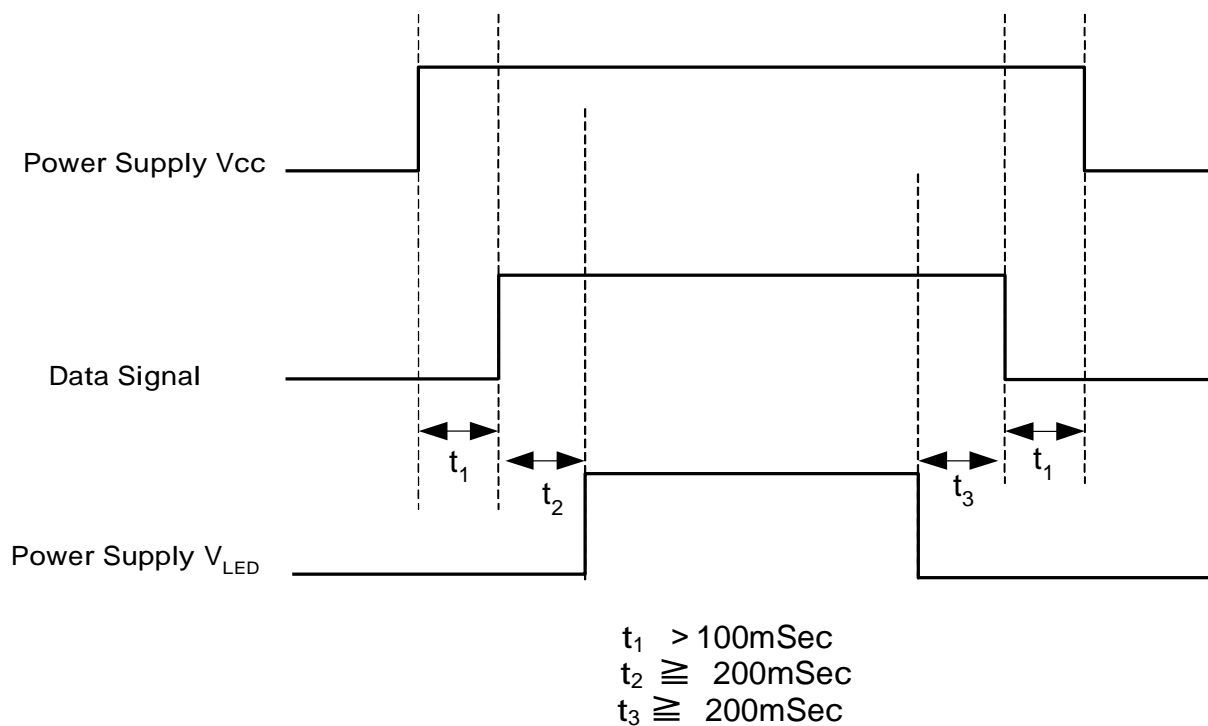 Power Supply Vcc
Data Signal
t1 t1
t2 t3
Power Supply VLED
t1 > 100mSec
t2 ≧ 200mSec
t3 ≧ 200mSec